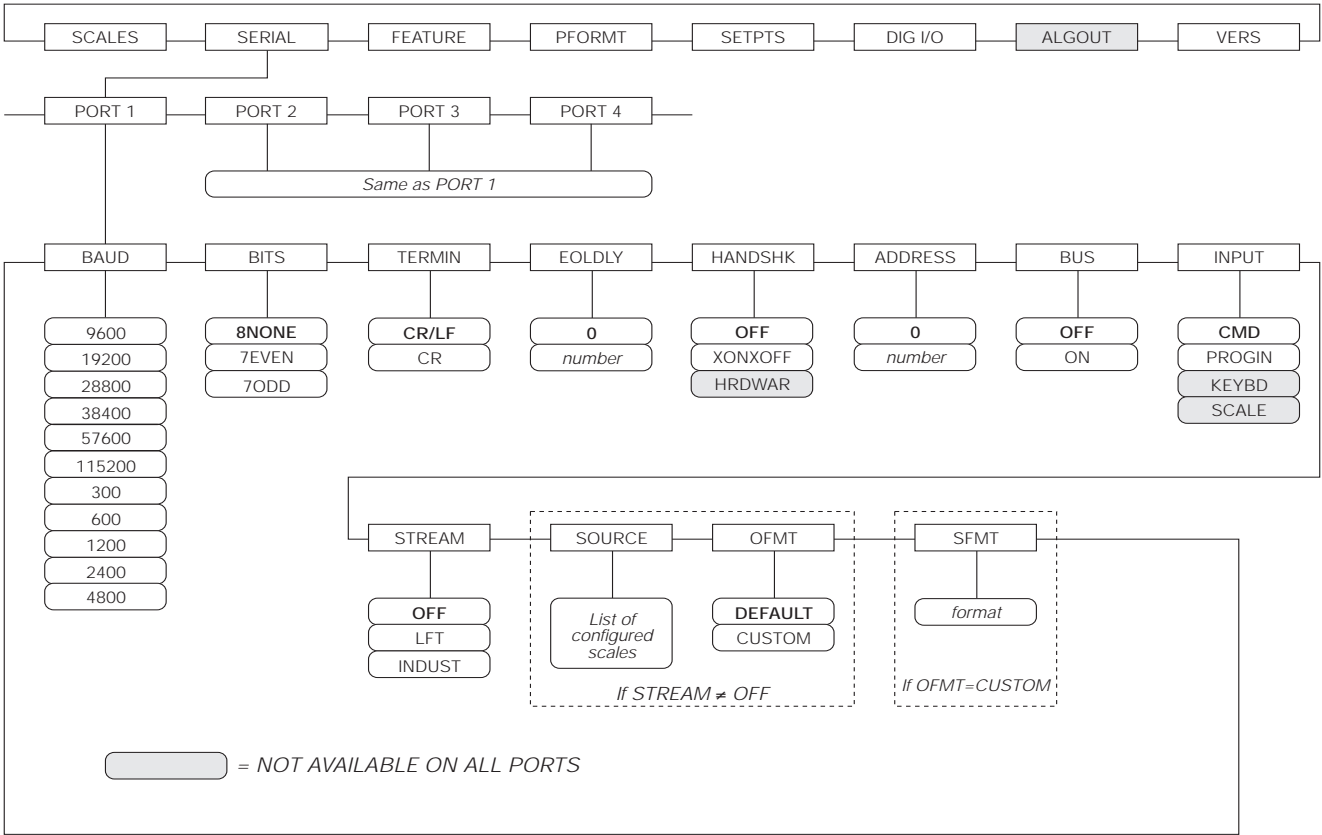 SCALES SERIAL FEATURE PFORMT SETPTS DIG I/O ALGOUT VERS
PORT 1 PORT 2 PORT 3 PORT 4
Same as PORT 1
BAUD BITS TERMIN EOLDLY HANDSHK ADDRESS BUS INPUT
9600 8NONE CR/LF 0 OFF 0 OFF CMD
19200 7EVEN CR number XONXOFF number ON PROGIN
28800 7ODD HRDWAR KEYBD
38400 SCALE
57600
115200
300
600
1200
2400
4800
STREAM SOURCE OFMT SFMT
OFF
LFT
INDUST
List of
configured
scales
DEFAULT
CUSTOM
format
If STREAM ≠ OFF
If OFMT=CUSTOM
= NOT AVAILABLE ON ALL PORTS